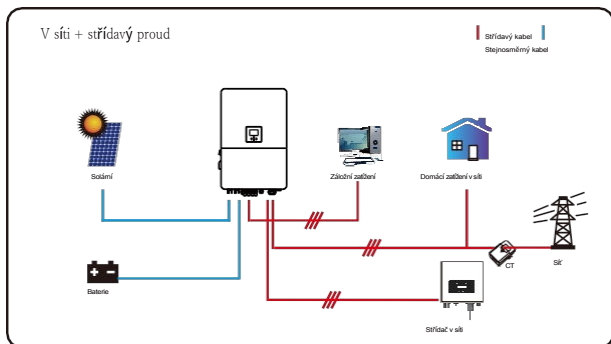 V síti + střídavý proud
Střídavý kabel
Stejnosměrný kabel
Solární
Záložní zatížení
Domácí zatížení v síti
CT
Síť
Baterie
Střídač v síti